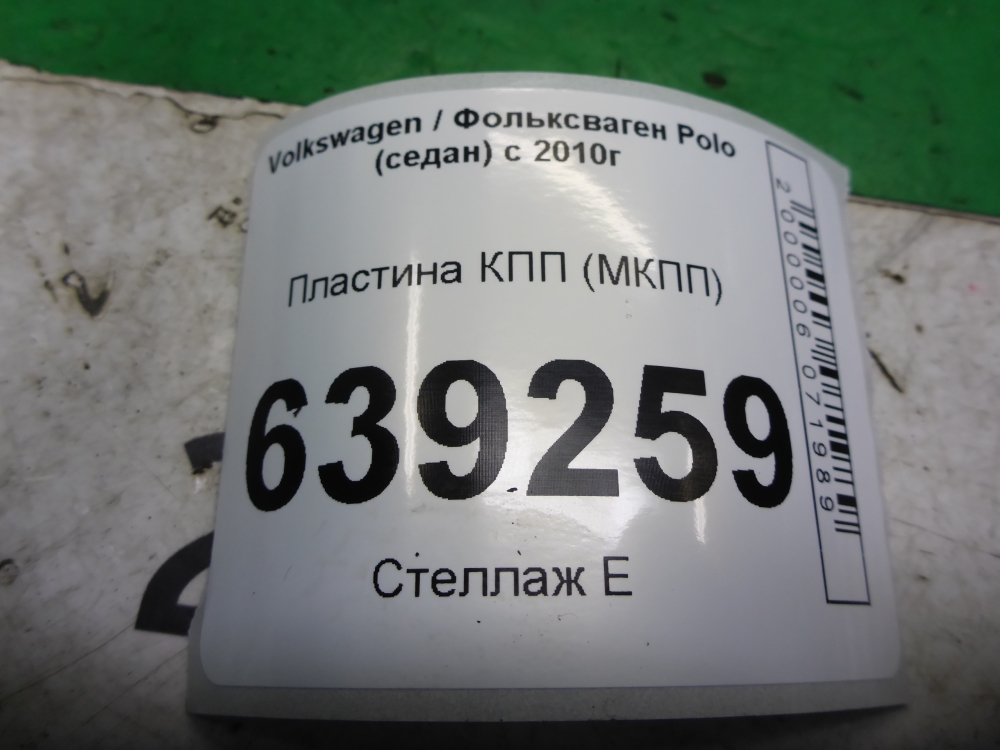 Volkswagen / Фольксваген Polo
(седан) с 2010г
Пластина КПП (МКПП)
639259
Стеллаж Е
2000006071989